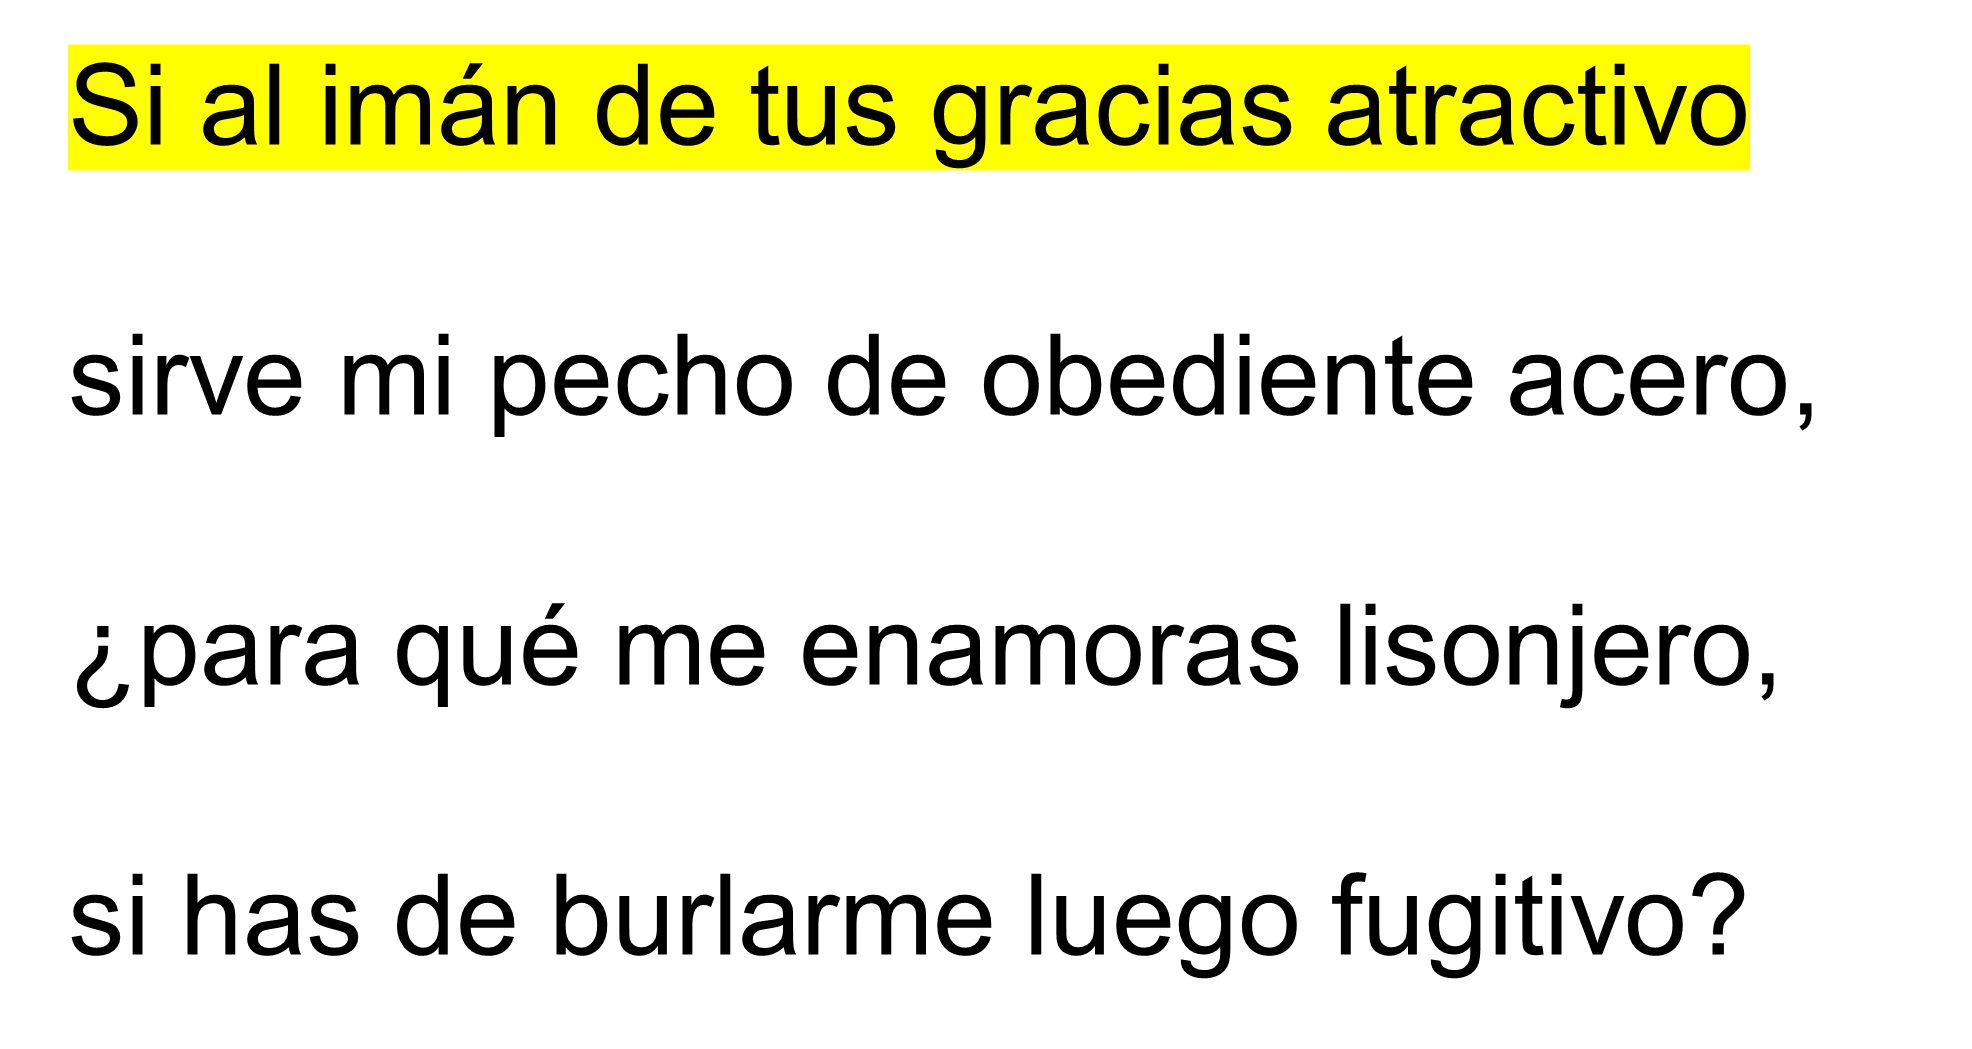 Si al imán de tus gracias atractivo
sirve mi pecho de obediente acero,
¿para qué me enamoras lisonjero,
si has de burlarme luego fugitivo?